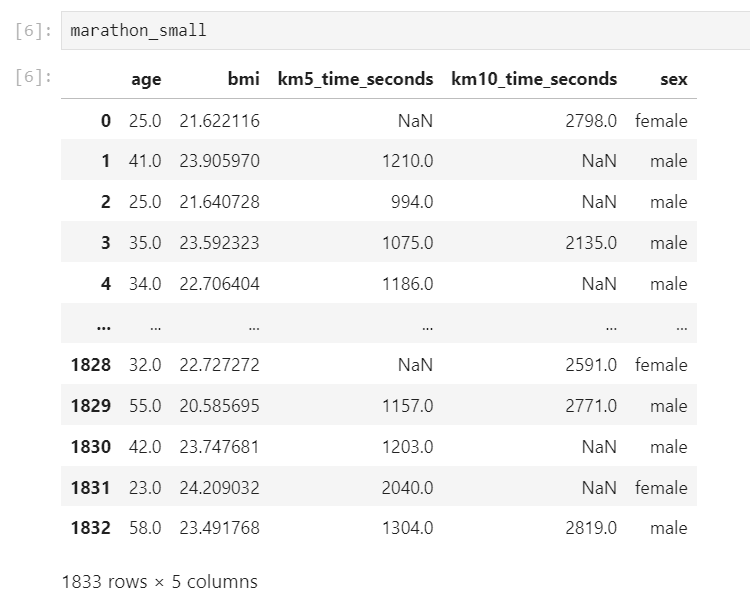 [6]: marathon_small
[6]: age bmi km5_time_seconds km10_time_seconds sex
0 25.0 21.622116 NaN 2798.0 female
1 41.0 23.905970 1210.0 NaN male
2 25.0 21.640728 994.0 NaN male
3 35.0 23.592323 1075.0 2135.0 male
4 34.0 22.706404 1186.0 NaN male
... ... ... ... ... ...
1828 32.0 22.727272 NaN 2591.0 female
1829 55.0 20.585695 1157.0 2771.0 male
1830 42.0 23.747681 1203.0 NaN male
1831 23.0 24.209032 2040.0 NaN female
1832 58.0 23.491768 1304.0 2819.0 male
1833 rows × 5 columns